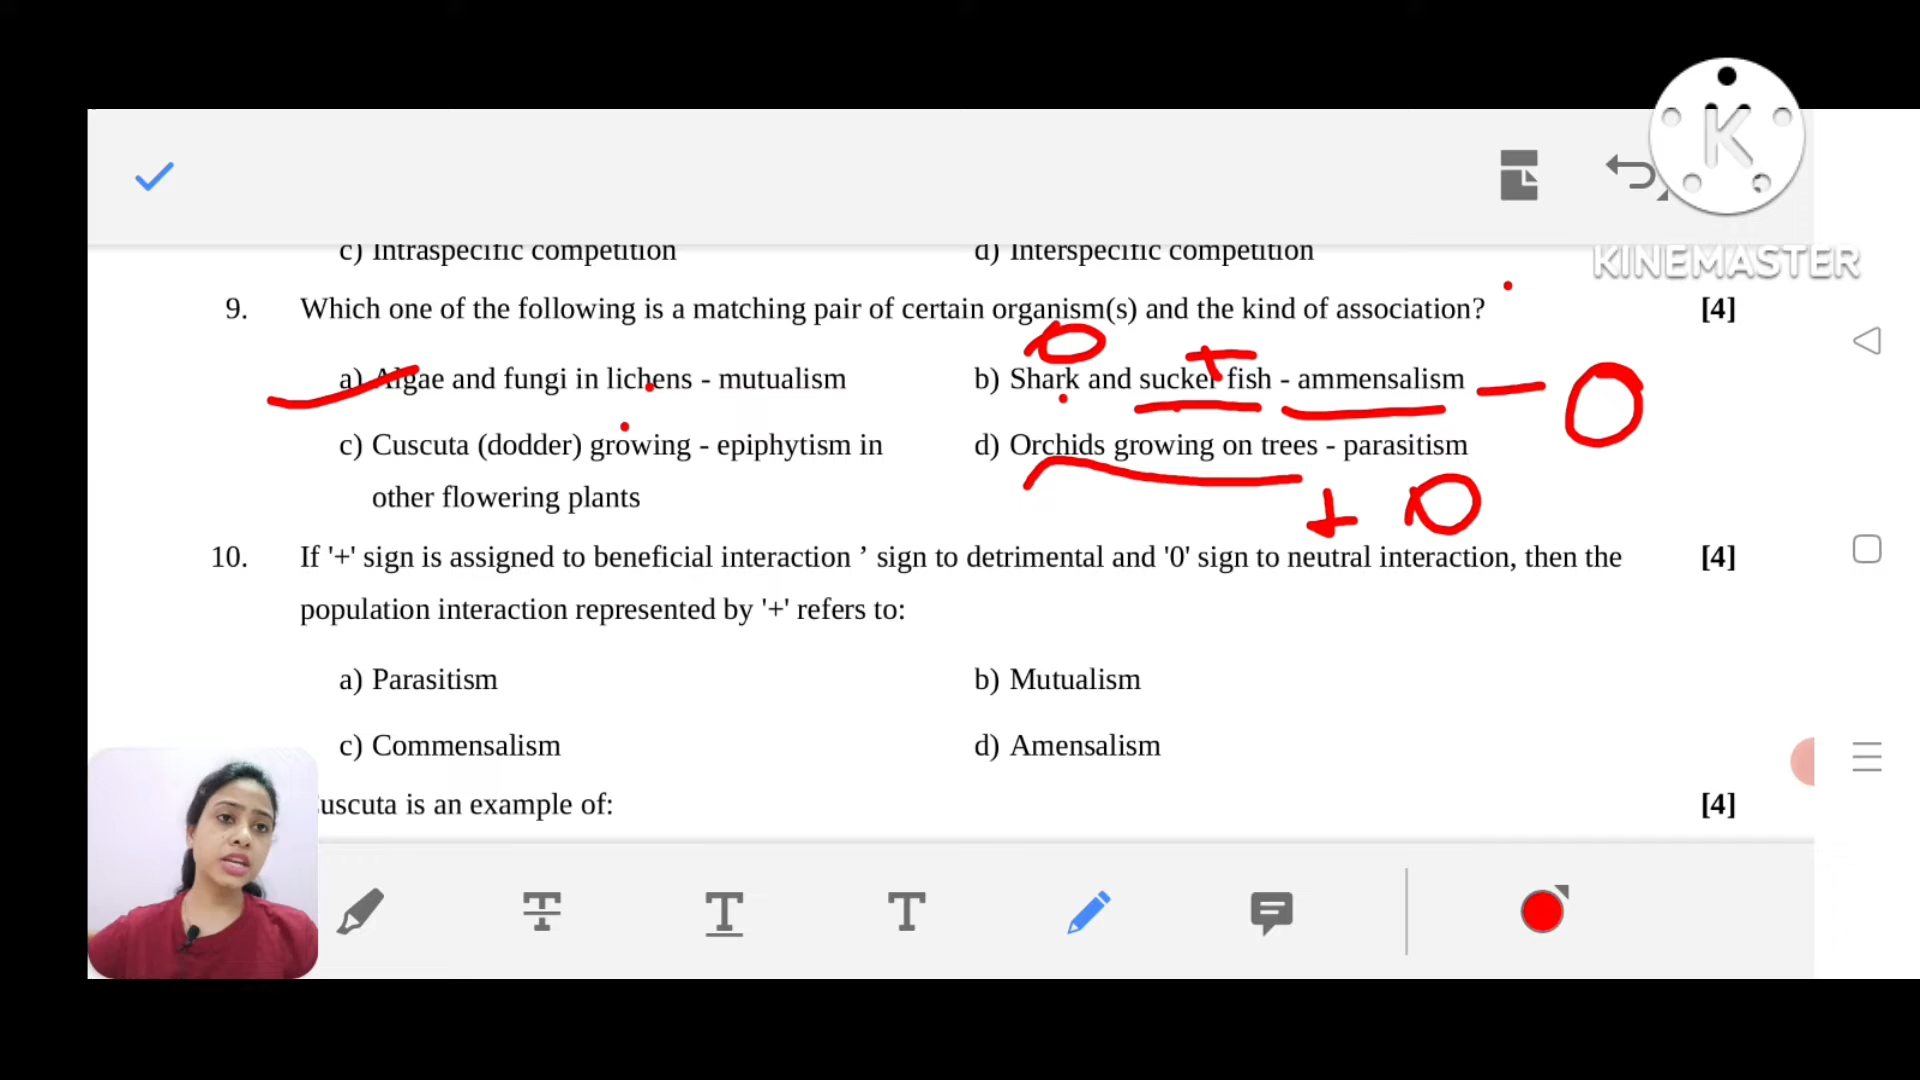 K
KINEMASTER
c) Intraspecific competition d) Interspecific competition
9. Which one of the following is a matching pair of certain organism(s) and the kind of association? [4]
0 +
a) Algae and fungi in lichens - mutualism b) Shark and sucker fish - ammensalism — 0
c) Cuscuta (dodder) growing - epiphytism in d) Orchids growing on trees - parasitism
other flowering plants
+ 0
10. If '+' sign is assigned to beneficial interaction ’ sign to detrimental and '0' sign to neutral interaction, then the [4]
population interaction represented by '+' refers to:
a) Parasitism b) Mutualism
c) Commensalism d) Amensalism
uscuta is an example of: [4]
T T T